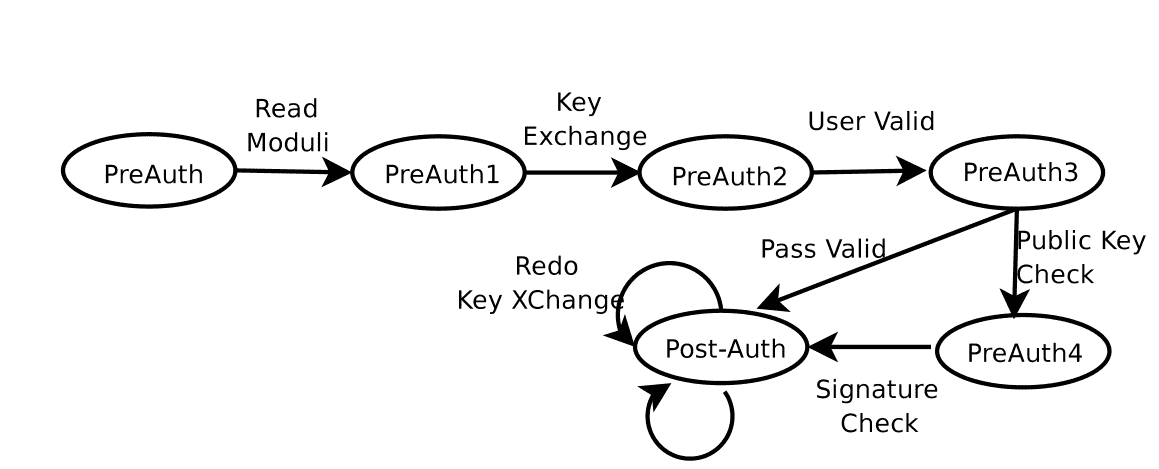 Read
Moduli
Key
Exchange
User Valid
PreAuth
PreAuth1
PreAuth2
PreAuth3
Pass Valid
Public Key
Check
Redo
Key XChange
Post-Auth
PreAuth4
Signature
Check